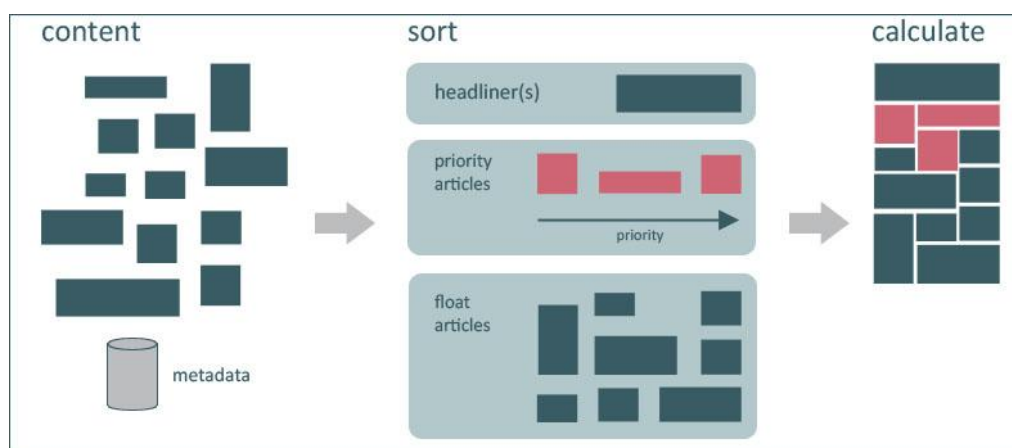 content
sort
calculate
headliner(s)
priority
articles
priority
float
articles
metadata